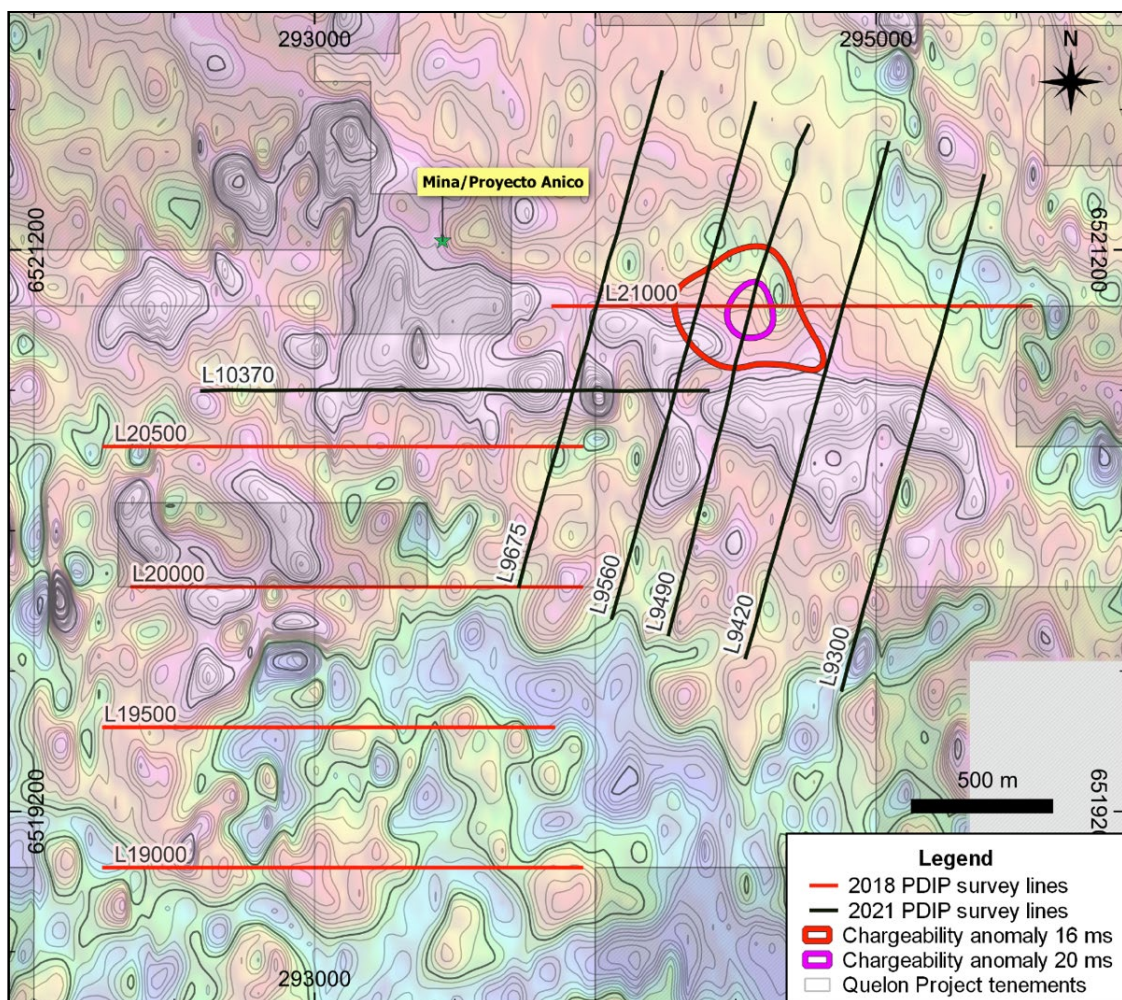 293000
295000
N
Mina/Proyecto Anico
6521200
6521200
L21000
L10370
L20500
L9675
L20000
L9560
L9490
L9420
L9300
L19500
500 m
6519200
651920
L19000
293000
Legend
2018 PDIP survey lines
2021 PDIP survey lines
Chargeability anomaly 16 ms
Chargeability anomaly 20 ms
Quelon Project tenements